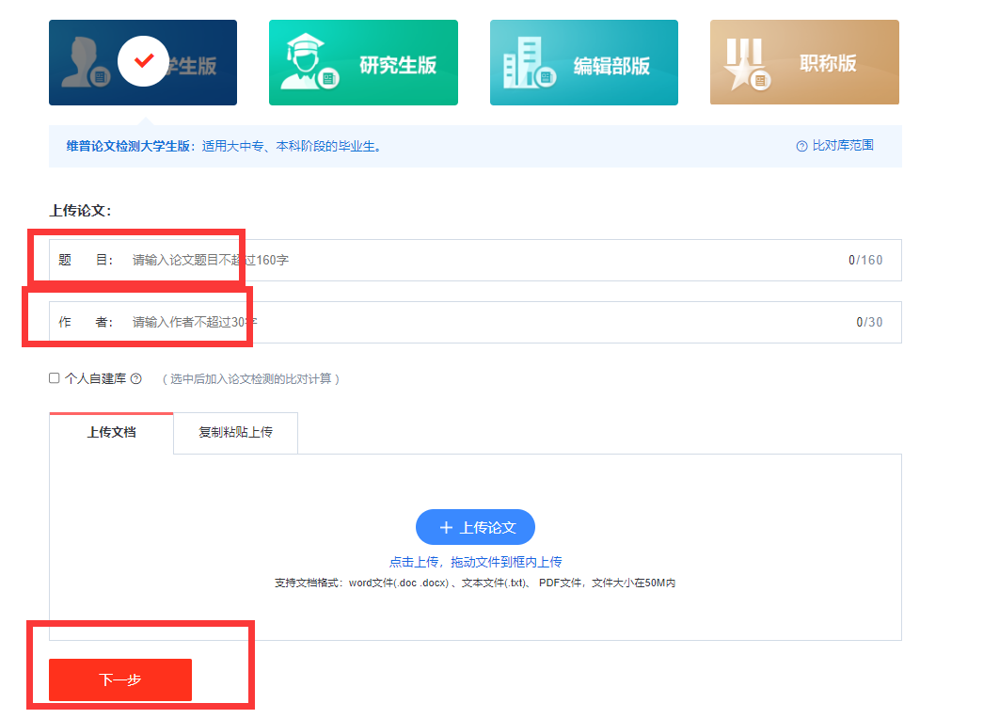 学生版
研究生版
编辑部版
职称版
维普论文检测大学生版：适用大中专、本科阶段的毕业生。
比对库范围
上传论文：
题 目： 请输入论文题目不超过160字 0/160
作 者： 请输入作者不超过30字 0/30
个人自建库 （选中后加入论文检测的比对计算）
上传文档 复制粘贴上传
+ 上传论文
点击上传，拖动文件到框内上传
支持文档格式：word文件(.doc .docx) 、文本文件(.txt)、 PDF文件，文件大小在50M内
下一步